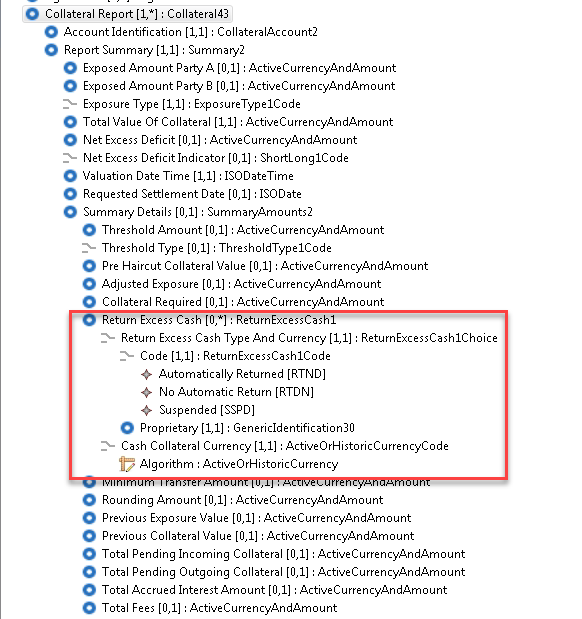 Collateral Report [1,*] : Collateral43
Account Identification [1,1] : CollateralAccount2
Report Summary [1,1] : Summary2
Exposed Amount Party A [0,1] : ActiveCurrencyAndAmount
Exposed Amount Party B [0,1] : ActiveCurrencyAndAmount
Exposure Type [1,1] : ExposureType1Code
Total Value Of Collateral [1,1] : ActiveCurrencyAndAmount
Net Excess Deficit [0,1] : ActiveCurrencyAndAmount
Net Excess Deficit Indicator [0,1] : ShortLong1Code
Valuation Date Time [1,1] : ISODateTime
Requested Settlement Date [0,1] : ISODate
Summary Details [0,1] : SummaryAmounts2
Threshold Amount [0,1] : ActiveCurrencyAndAmount
Threshold Type [0,1] : ThresholdType1Code
Pre Haircut Collateral Value [0,1] : ActiveCurrencyAndAmount
Adjusted Exposure [0,1] : ActiveCurrencyAndAmount
Collateral Required [0,1] : ActiveCurrencyAndAmount
Return Excess Cash [0,*] : ReturnExcessCash1
Return Excess Cash Type And Currency [1,1] : ReturnExcessCash1Choice
Code [1,1] : ReturnExcessCash1Code
Automatically Returned [RTND]
No Automatic Return [RTDN]
Suspended [SSPD]
Proprietary [1,1] : GenericIdentification30
Cash Collateral Currency [1,1] : ActiveOrHistoricCurrencyCode
Algorithm : ActiveOrHistoricCurrency
Minimum Transfer Amount [0,1] : ActiveCurrencyAndAmount
Rounding Amount [0,1] : ActiveCurrencyAndAmount
Previous Exposure Value [0,1] : ActiveCurrencyAndAmount
Previous Collateral Value [0,1] : ActiveCurrencyAndAmount
Total Pending Incoming Collateral [0,1] : ActiveCurrencyAndAmount
Total Pending Outgoing Collateral [0,1] : ActiveCurrencyAndAmount
Total Accrued Interest Amount [0,1] : ActiveCurrencyAndAmount
Total Fees [0,1] : ActiveCurrencyAndAmount